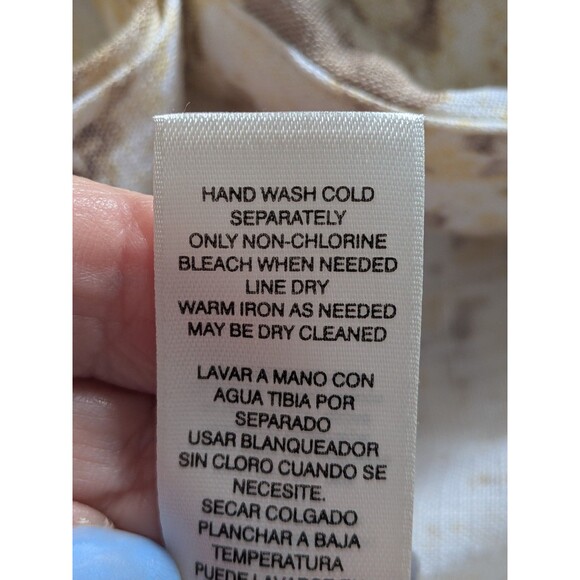 HAND WASH COLD
SEPARATELY
ONLY NON-CHLORINE
BLEACH WHEN NEEDED
LINE DRY
WARM IRON AS NEEDED
MAY BE DRY CLEANED
LAVAR A MANO CON
AGUA TIBIA POR
SEPARADO
USAR BLANQUEADOR
SIN CLORO CUANDO SE
NECESITE.
SECAR COLGADO
PLANCHAR A BAJA
TEMPERATURA
PUEDE